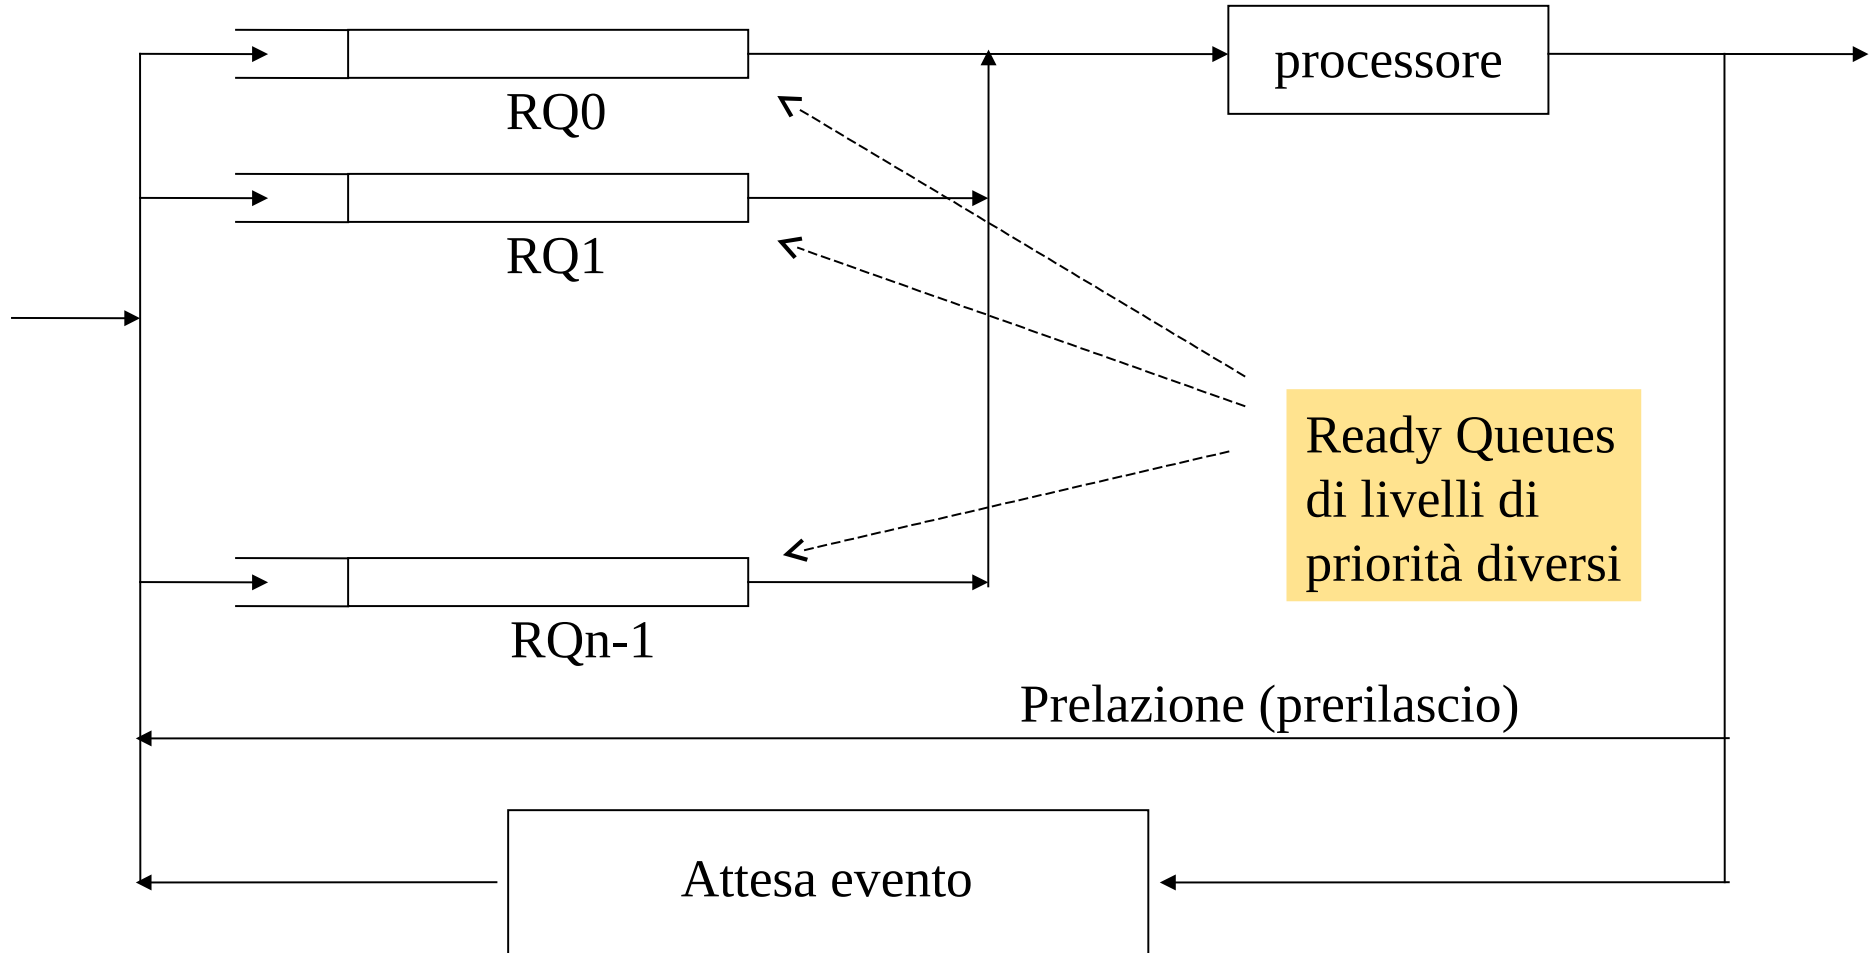 processore
RQ0
RQ1
Ready Queues
di livelli di
priorità diversi
RQn-1
Prelazione (prerilascio)
Attesa evento